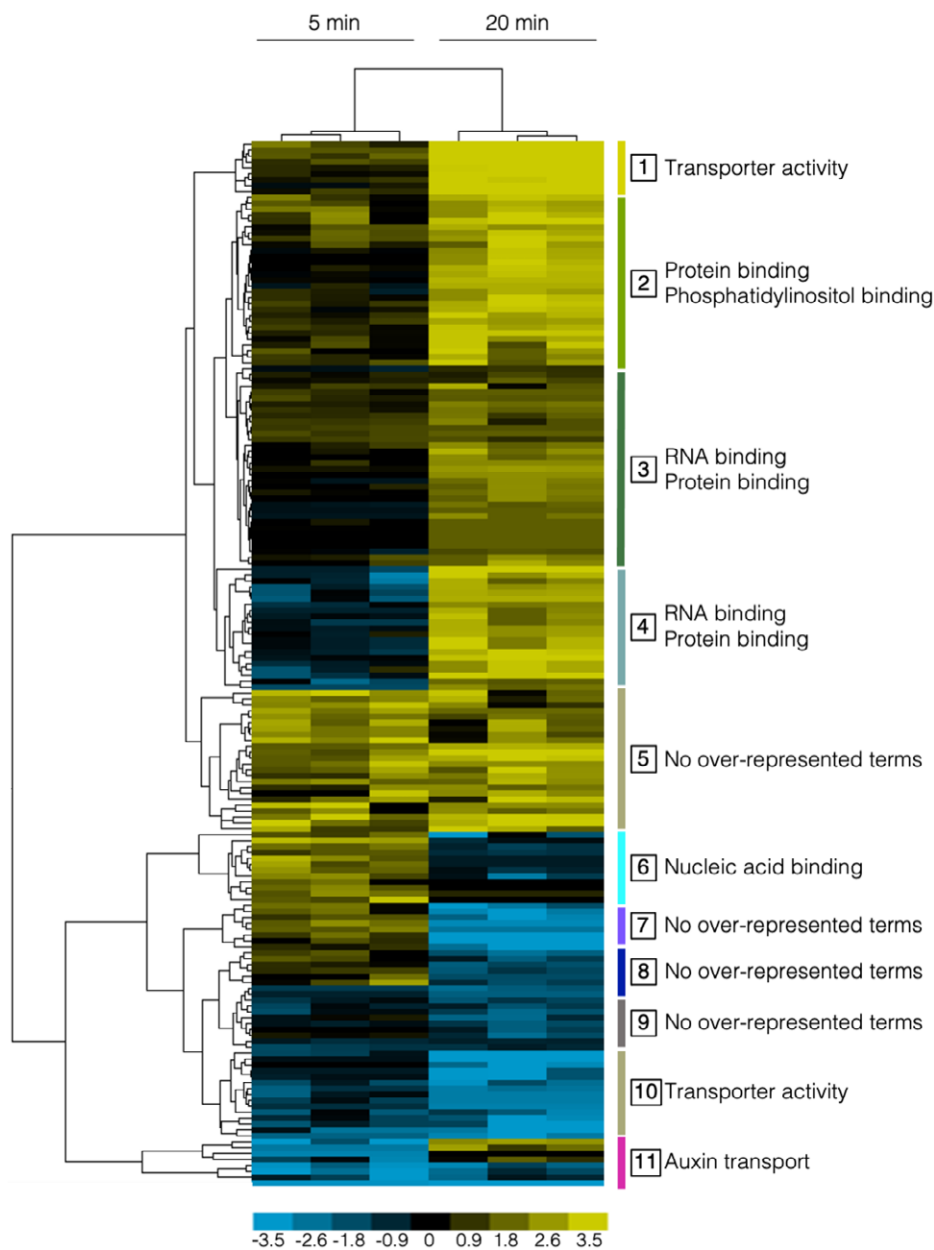 5 min 20 min
1 Transporter activity
2 Protein binding
Phosphatidylinositol binding
3 RNA binding
Protein binding
4 RNA binding
Protein binding
5 No over-represented terms
6 Nucleic acid binding
7 No over-represented terms
8 No over-represented terms
9 No over-represented terms
10 Transporter activity
11 Auxin transport
-3.5 -2.6 -1.8 -0.9 0 0.9 1.8 2.6 3.5